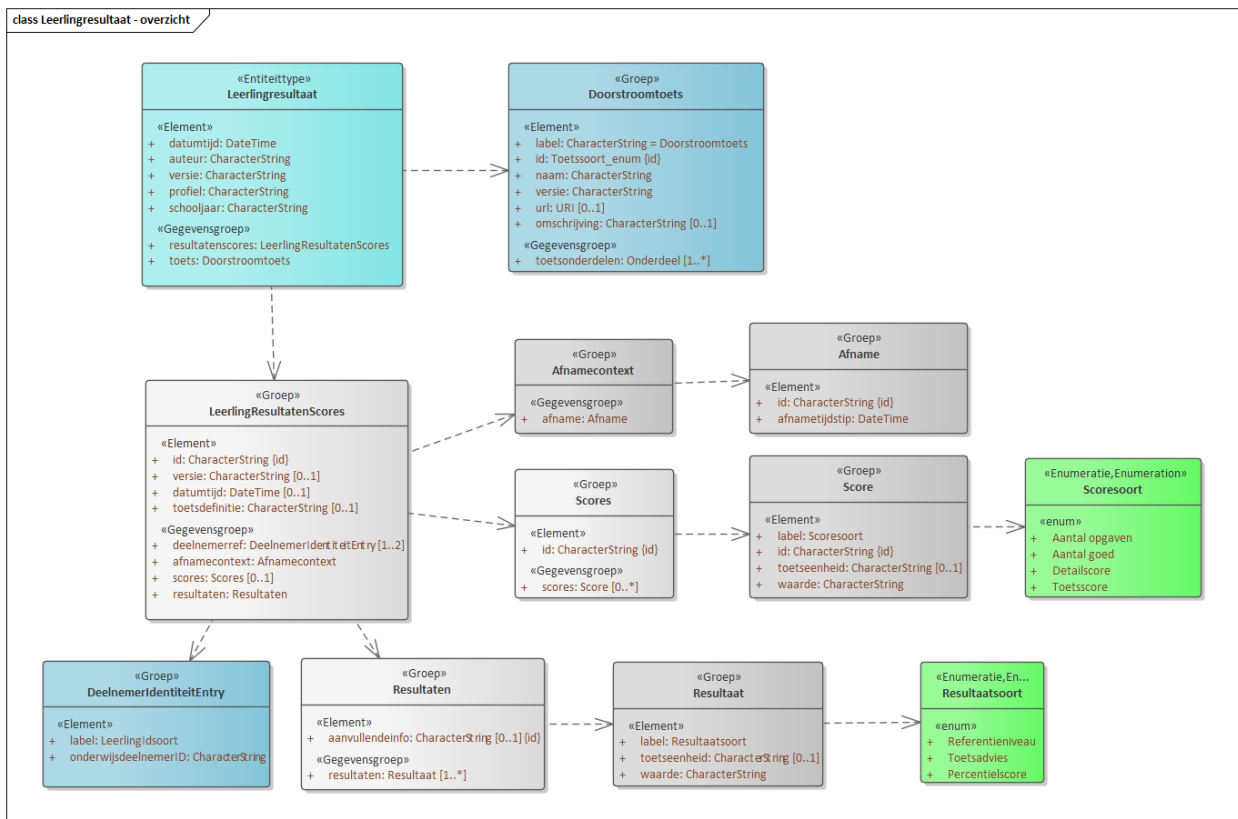 class Leerlingresultaat - overzicht
«Entiteittype»
Leerlingresultaat
«Element»
+ datumtijd: DateTime
+ auteur: CharacterString
+ versie: CharacterString
+ profiel: CharacterString
+ schooljaar: CharacterString
«Gegevensgroep»
+ resultatenscores: LeerlingResultatenScores
+ toets: Doorstroomtoets
«Groep»
Doorstroomtoets
«Element»
+ label: CharacterString = Doorstroomtoets
+ id: Toetssoort_enum {id}
+ naam: CharacterString
+ versie: CharacterString
+ url: URI [0..1]
+ omschrijving: CharacterString [0..1]
«Gegevensgroep»
+ toetsonderdelen: Onderdeel [1..*]
«Groep»
Afnamecontext
«Gegevensgroep»
+ afname: Afname
«Groep»
Afname
«Element»
+ id: CharacterString {id}
+ afnametijdstip: DateTime
«Groep»
LeerlingResultatenScores
«Element»
+ id: CharacterString {id}
+ versie: CharacterString [0..1]
+ datumtijd: DateTime [0..1]
+ toetsdefinitie: CharacterString [0..1]
«Gegevensgroep»
+ deelnemerref: DeelnemerIdentiteitEntry [1..2]
+ afnamecontext: Afnamecontext
+ scores: Scores [0..1]
+ resultaten: Resultaten
«Groep»
Scores
«Element»
+ id: CharacterString {id}
«Gegevensgroep»
+ scores: Score [0..*]
«Groep»
Score
«Element»
+ label: Scoresoort
+ id: CharacterString {id}
+ toetseenheid: CharacterString [0..1]
+ waarde: CharacterString
«Enumeratie,Enumeration»
Scoresoort
«enum»
+ Aantal opgaven
+ Aantal goed
+ Detailscore
+ Toetsscore
«Groep»
DeelnemerIdentiteitEntry
«Element»
+ label: LeerlingIdsoort
+ onderwijsdeelnemerID: CharacterString
«Groep»
Resultaten
«Element»
+ aanvullendeinfo: CharacterString [0..1] {id}
«Gegevensgroep»
+ resultaten: Resultaat [1..*]
«Groep»
Resultaat
«Element»
+ label: Resultaatsoort
+ toetseenheid: CharacterString [0..1]
+ waarde: CharacterString
«Enumeratie,En...
Resultaatsoort
«enum»
+ Referentieniveau
+ Toetsadvies
+ Percentielscore